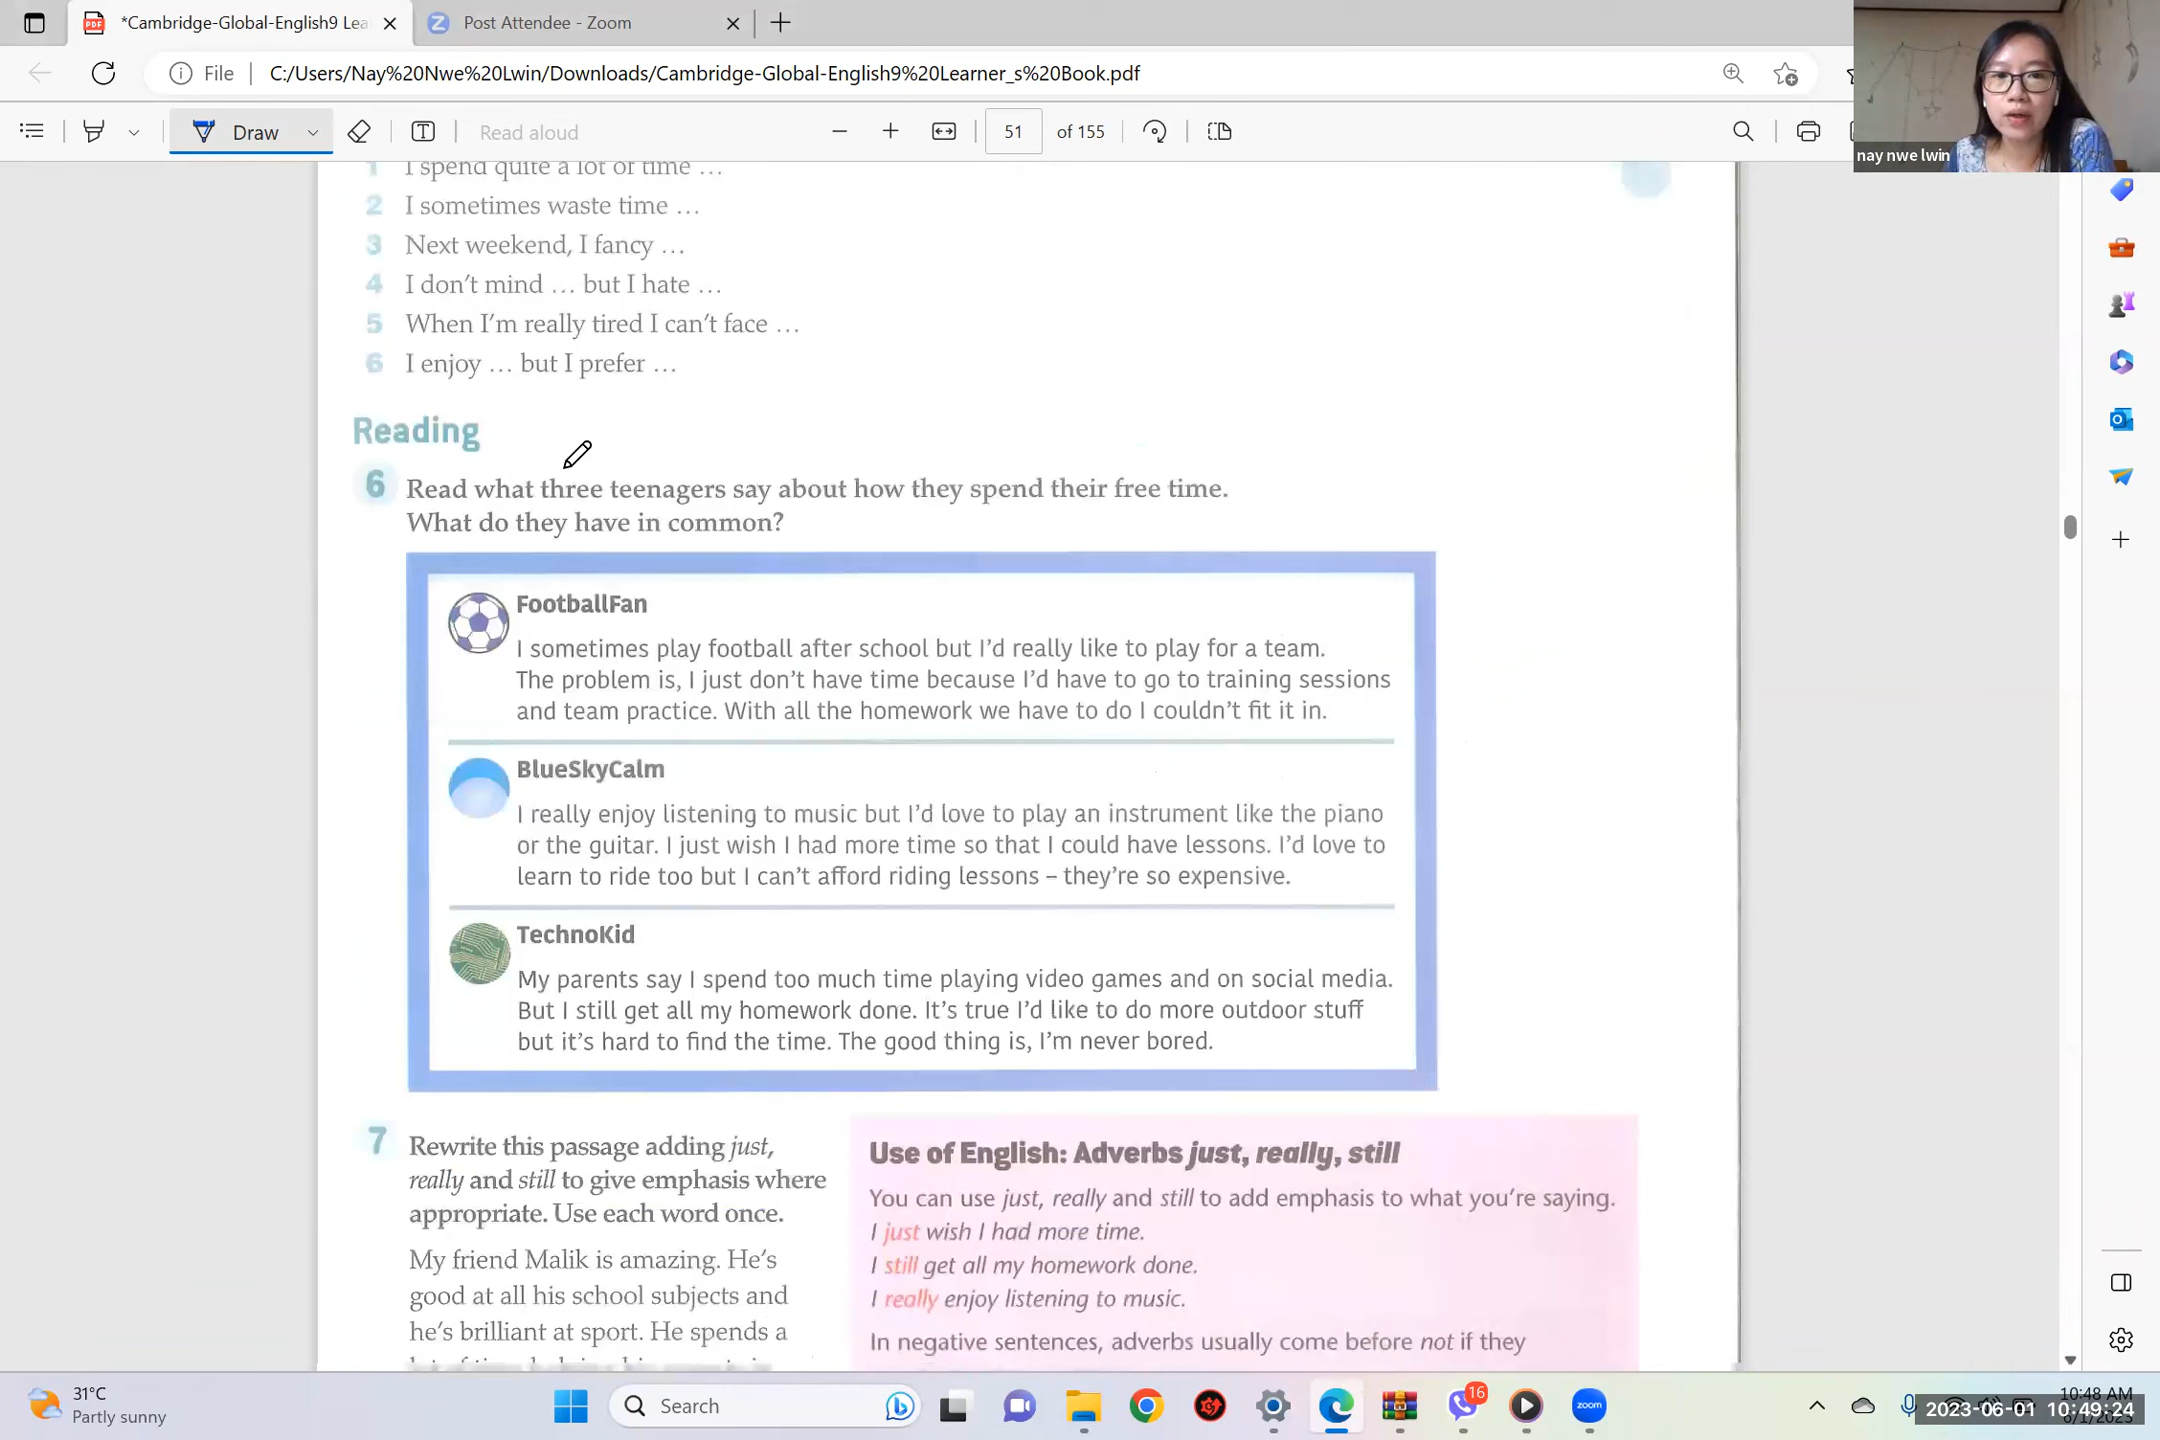 *Cambridge-Global-English9 Lea
Post Attendee - Zoom
File
C:/Users/Nay%20Nwe%20Lwin/Downloads/Cambridge-Global-English9%20Learner_s%20Book.pdf
Draw
Read aloud
51 of 155
nay nwe lwin
1 I spend quite a lot of time …
2 I sometimes waste time …
3 Next weekend, I fancy …
4 I don't mind … but I hate …
5 When I'm really tired I can't face …
6 I enjoy … but I prefer …
Reading
6 Read what three teenagers say about how they spend their free time.
What do they have in common?
FootballFan
I sometimes play football after school but I'd really like to play for a team.
The problem is, I just don't have time because I'd have to go to training sessions
and team practice. With all the homework we have to do I couldn't fit it in.
BlueSkyCalm
I really enjoy listening to music but I'd love to play an instrument like the piano
or the guitar. I just wish I had more time so that I could have lessons. I'd love to
learn to ride too but I can't afford riding lessons – they're so expensive.
TechnoKid
My parents say I spend too much time playing video games and on social media.
But I still get all my homework done. It's true I'd like to do more outdoor stuff
but it's hard to find the time. The good thing is, I'm never bored.
7 Rewrite this passage adding just,
really and still to give emphasis where
appropriate. Use each word once.
My friend Malik is amazing. He's
good at all his school subjects and
he's brilliant at sport. He spends a
Use of English: Adverbs just, really, still
You can use just, really and still to add emphasis to what you're saying.
I just wish I had more time.
I still get all my homework done.
I really enjoy listening to music.
In negative sentences, adverbs usually come before not if they
31°C
Partly sunny
Search
16
zoom
10:48 AM
2023-06-01 10:49:24